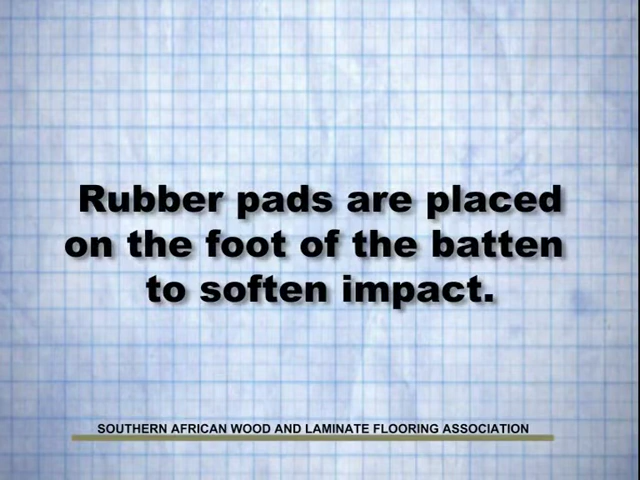 Rubber pads are placed
on the foot of the batten
to soften impact.
SOUTHERN AFRICAN WOOD AND LAMINATE FLOORING ASSOCIATION